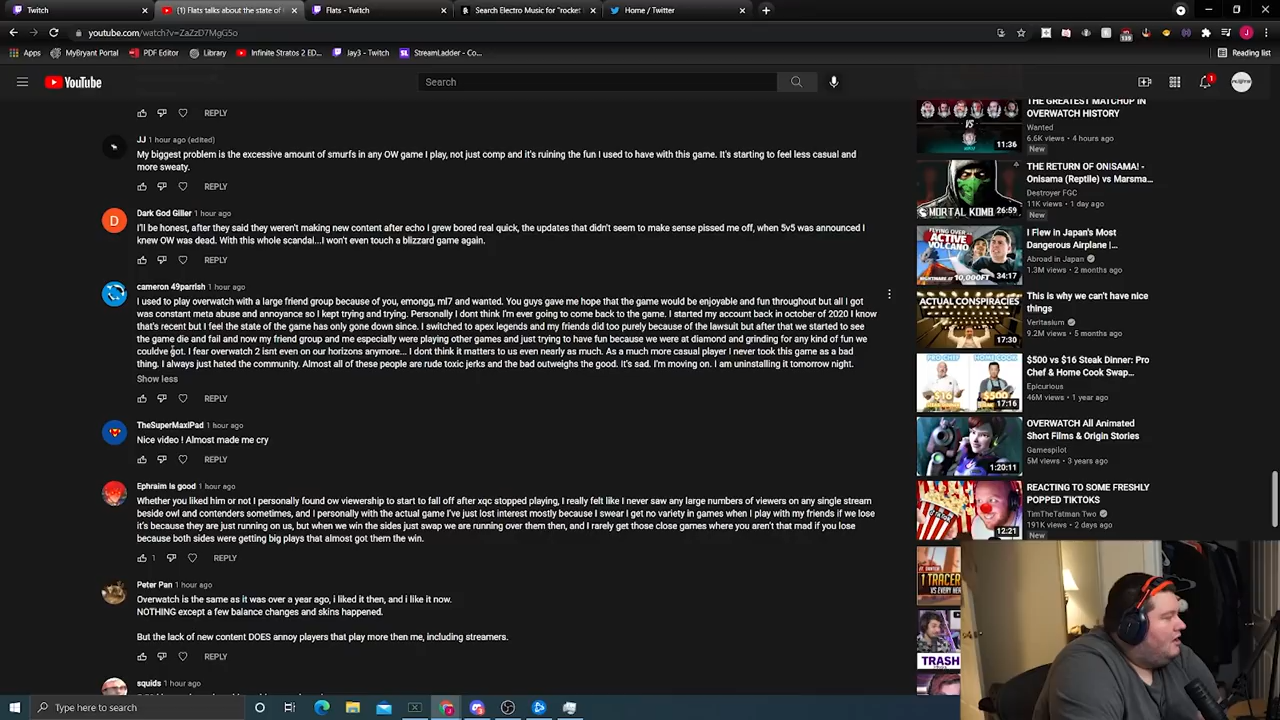 Twitch
(1) Flats talks about the state of
Flats - Twitch
Search Electro Music for "rocket
Home / Twitter
youtube.com/watch?v=ZaZzD7MgG5o
Apps
MyBryant Portal
PDF Editor
Library
Infinite Stratos 2 ED...
Jay3 - Twitch
StreamLadder - Co...
Reading list
YouTube
Search
REPLY
JJ 1 hour ago (edited)
My biggest problem is the excessive amount of smurfs in any OW game I play, not just comp and it's ruining the fun I used to have with this game. It's starting to feel less casual and
more sweaty.
REPLY
Dark God Giller 1 hour ago
I'll be honest, after they said they weren't making new content after echo I grew bored real quick, the updates that didn't seem to make sense pissed me off, when 5v5 was announced I
knew OW was dead. With this whole scandal...I won't even touch a blizzard game again.
REPLY
cameron 49parrish 1 hour ago
I used to play overwatch with a large friend group because of you, emongg, ml7 and wanted. You guys gave me hope that the game would be enjoyable and fun throughout but all I got
was constant meta abuse and annoyance so I kept trying and trying. Personally I dont think I'm ever going to come back to the game. I started my account back in october of 2020 I know
that's recent but I feel the state of the game has only gone down since. I switched to apex legends and my friends did too purely because of the lawsuit but after that we started to see
the game die and fail and now my friend group and me especially were playing other games and just trying to have fun because we were at diamond and grinding for any kind of fun we
couldve got. I fear overwatch 2 isnt even on our horizons anymore... I dont think it matters to us even nearly as much. As a much more casual player I never took this game as a bad
thing. I always just hated the community. Almost all of these people are rude toxic jerks and the bad outweighs the good. It's sad. I'm moving on. I am uninstalling it tomorrow night.
Show less
REPLY
TheSuperMaxiPad 1 hour ago
Nice video ! Almost made me cry
REPLY
Ephraim Is good 1 hour ago
Whether you liked him or not I personally found ow viewership to start to fall off after xqc stopped playing, I really felt like I never saw any large numbers of viewers on any single stream
beside owl and contenders sometimes, and I personally with the actual game I've just lost interest mostly because I swear I get no variety in games when I play with my friends if we lose
it's because they are just running on us, but when we win the sides just swap we are running over them then, and I rarely get those close games where you aren't that mad if you lose
because both sides were getting big plays that almost got them the win.
1 REPLY
Peter Pan 1 hour ago
Overwatch is the same as it was over a year ago, i liked it then, and i like it now.
NOTHING except a few balance changes and skins happened.
But the lack of new content DOES annoy players that play more then me, including streamers.
REPLY
squids 1 hour ago
THE GREATEST MATCHUP IN
OVERWATCH HISTORY
Wanted
6.6K views • 4 hours ago
New
VS
11:36
THE RETURN OF ONISAMA! -
Onisama (Reptile) vs Marsma...
Destroyer FGC
11K views • 1 day ago
New
MORTAL KOMB
26:59
I Flew in Japan's Most
Dangerous Airplane |...
Abroad in Japan
1.3M views • 2 months ago
FLYING OVER
ACTIVE
VOLCANO
34:17
This is why we can't have nice
things
Veritasium
9.2M views • 5 months ago
ACTUAL CONSPIRACIES
17:30
$500 vs $16 Steak Dinner: Pro
Chef & Home Cook Swap...
Epicurious
46M views • 1 year ago
PRO CHEF
HOME COOK
$16
17:16
OVERWATCH All Animated
Short Films & Origin Stories
Gamespilot
5M views • 3 years ago
1:20:11
REACTING TO SOME FRESHLY
POPPED TIKTOKS
TimTheTatman Two
191K views • 2 days ago
New
12:21
1 TRACER
TRASH
Type here to search